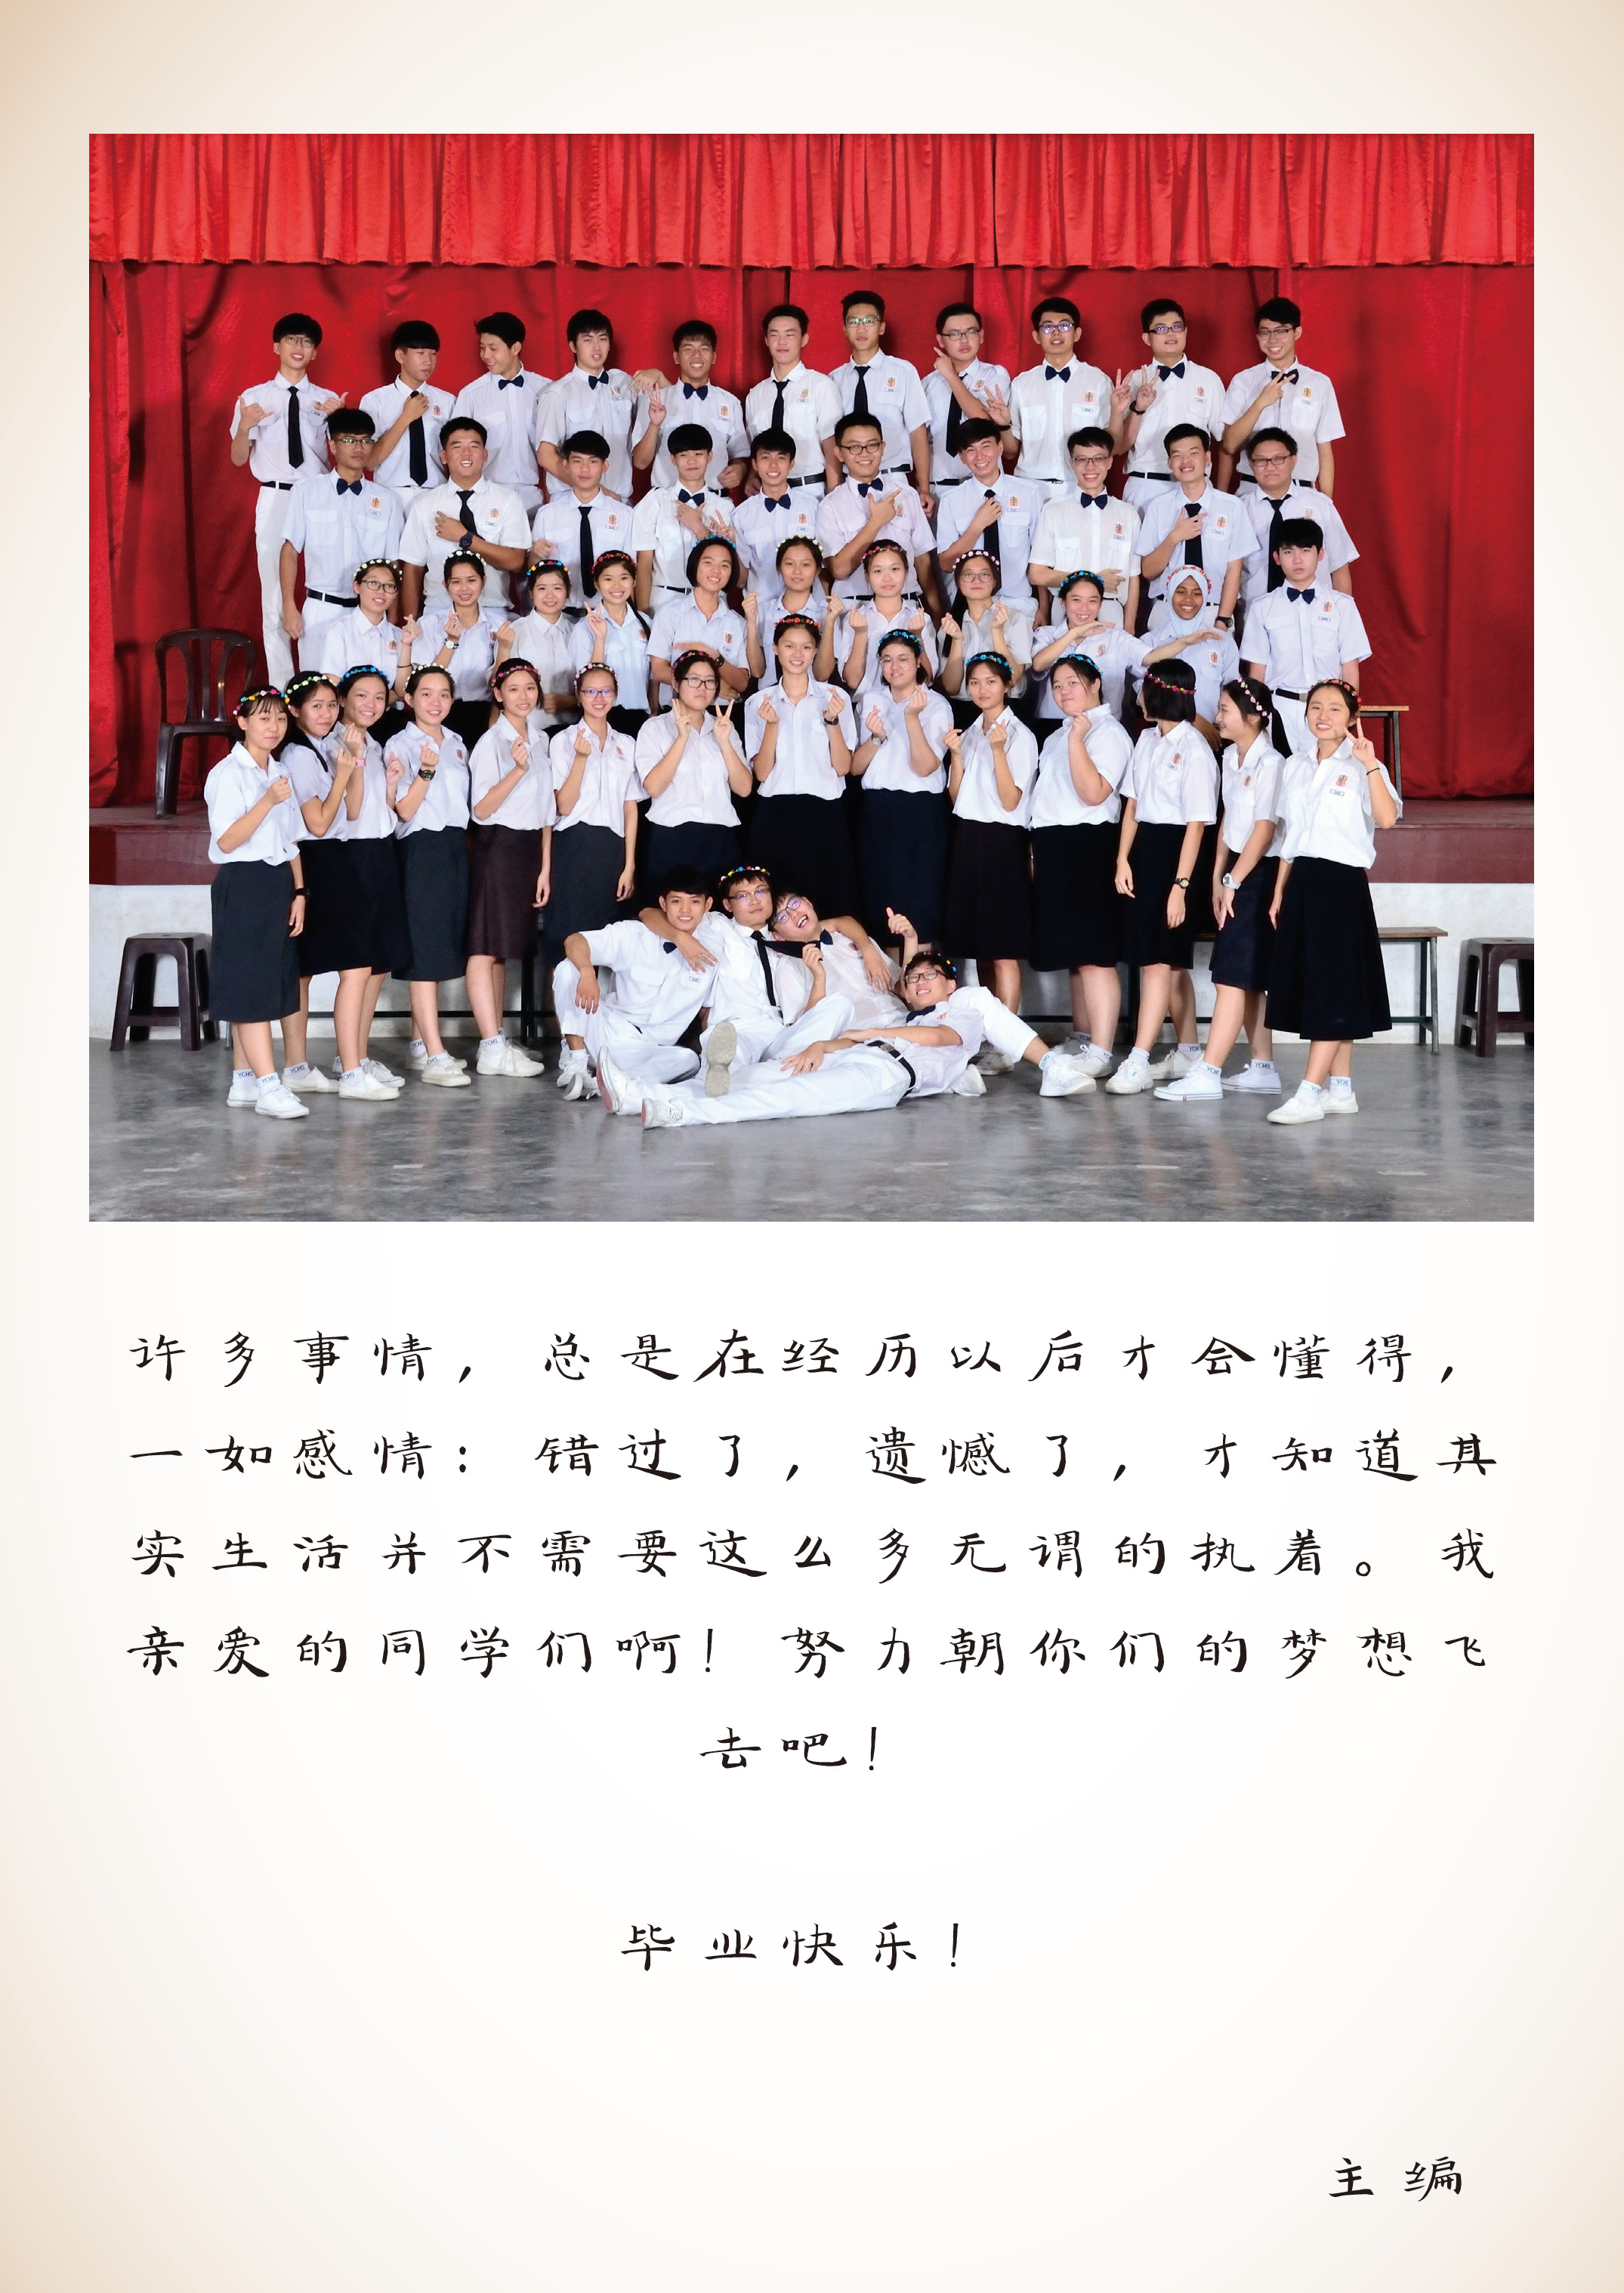 许多事情，总是在经历以后才会懂得，
一如感情：错过了，遗憾了，才知道其
实生活并不需要这么多无谓的执着。我
亲爱的同学们啊！努力朝你们的梦想飞
去吧！
毕业快乐！
主编